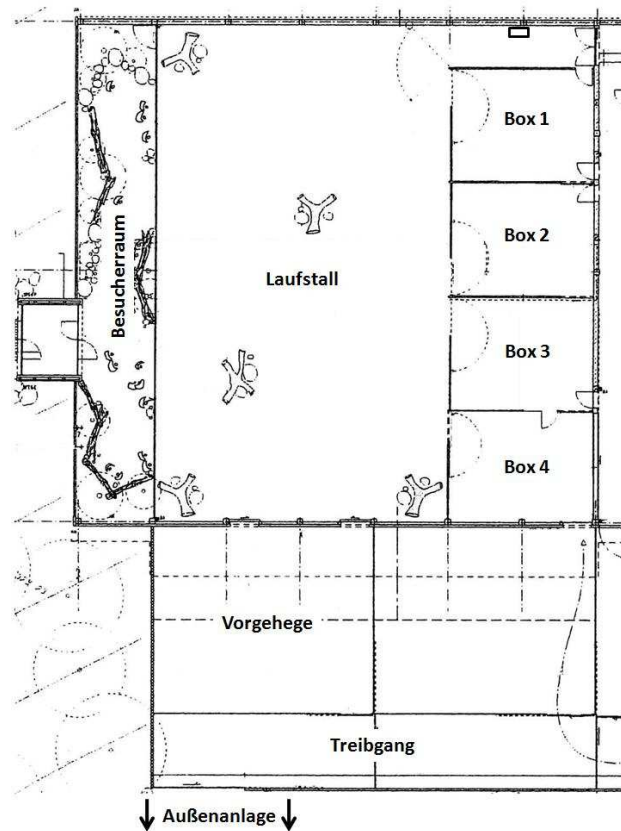 Box 1
Box 2
Besucherraum
Laufstall
Box 3
Box 4
Vorgehege
Treibgang
Außenanlage